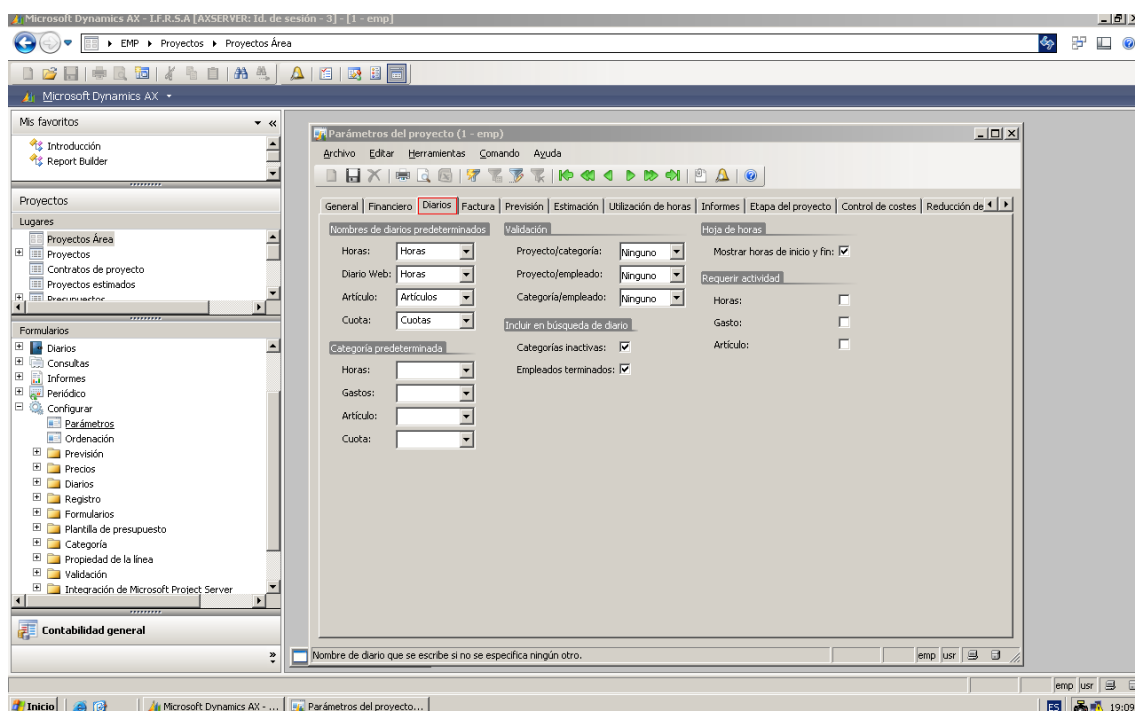 Microsoft Dynamics AX - I.F.R.S.A [AXSERVER: Id. de sesión - 3] - [1 - emp]
EMP ▸ Proyectos ▸ Proyectos Área
Microsoft Dynamics AX
Mis favoritos
Introducción
Report Builder
Proyectos
Lugares
Proyectos Área
Proyectos
Contratos de proyecto
Proyectos estimados
Presupuestos
Formularios
Diarios
Consultas
Informes
Periódico
Configurar
Parámetros
Ordenación
Previsión
Precios
Diarios
Registro
Formularios
Plantilla de presupuesto
Categoría
Propiedad de la línea
Validación
Integración de Microsoft Project Server
Contabilidad general
Parámetros del proyecto (1 - emp)
Archivo Editar Herramientas Comando Ayuda
General Financiero Diarios Factura Previsión Estimación Utilización de horas Informes Etapa del proyecto Control de costes Reducción de
Nombres de diarios predeterminados
Horas: Horas
Diario Web: Horas
Artículo: Artículos
Cuota: Cuotas
Categoría predeterminada
Horas:
Gastos:
Artículo:
Cuota:
Validación
Proyecto/categoría: Ninguno
Proyecto/empleado: Ninguno
Categoría/empleado: Ninguno
Incluir en búsqueda de diario
Categorías inactivas:
Empleados terminados:
Hoja de horas
Mostrar horas de inicio y fin:
Requerir actividad
Horas:
Gasto:
Artículo:
Nombre de diario que se escribe si no se especifica ningún otro.
emp usr
emp usr
Inicio
Microsoft Dynamics AX - ...
Parámetros del proyecto...
ES
19:09